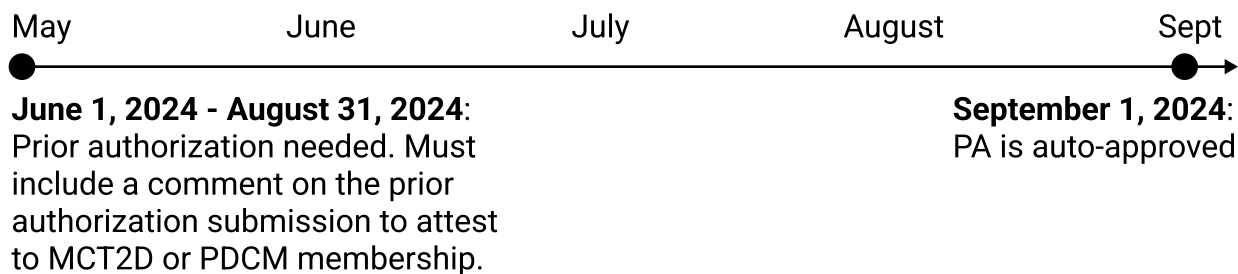 May June July August Sept
June 1, 2024 - August 31, 2024:
Prior authorization needed. Must
include a comment on the prior
authorization submission to attest
to MCT2D or PDCM membership.
September 1, 2024:
PA is auto-approved